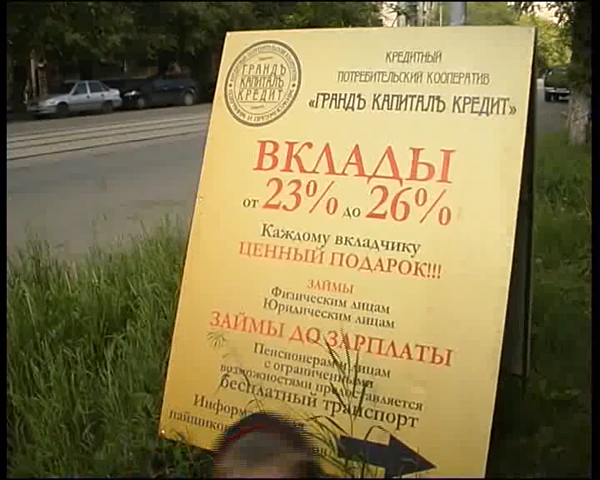 ГРАНДЪ
КАПИТАЛЪ
КРЕДИТ
КРЕДИТНЫЙ
ПОТРЕБИТЕЛЬСКИЙ КООПЕРАТИВ
«ГРАНДЪ КАПИТАЛЪ КРЕДИТ»
ВКЛАДЫ
от 23% до 26%
Каждому вкладчику
ЦЕННЫЙ ПОДАРОК!!!
ЗАЙМЫ
Физическим лицам
Юридическим лицам
ЗАЙМЫ ДО ЗАРПЛАТЫ
Пенсионерам и лицам
с ограниченными
возможностями предоставляется
бесплатный транспорт